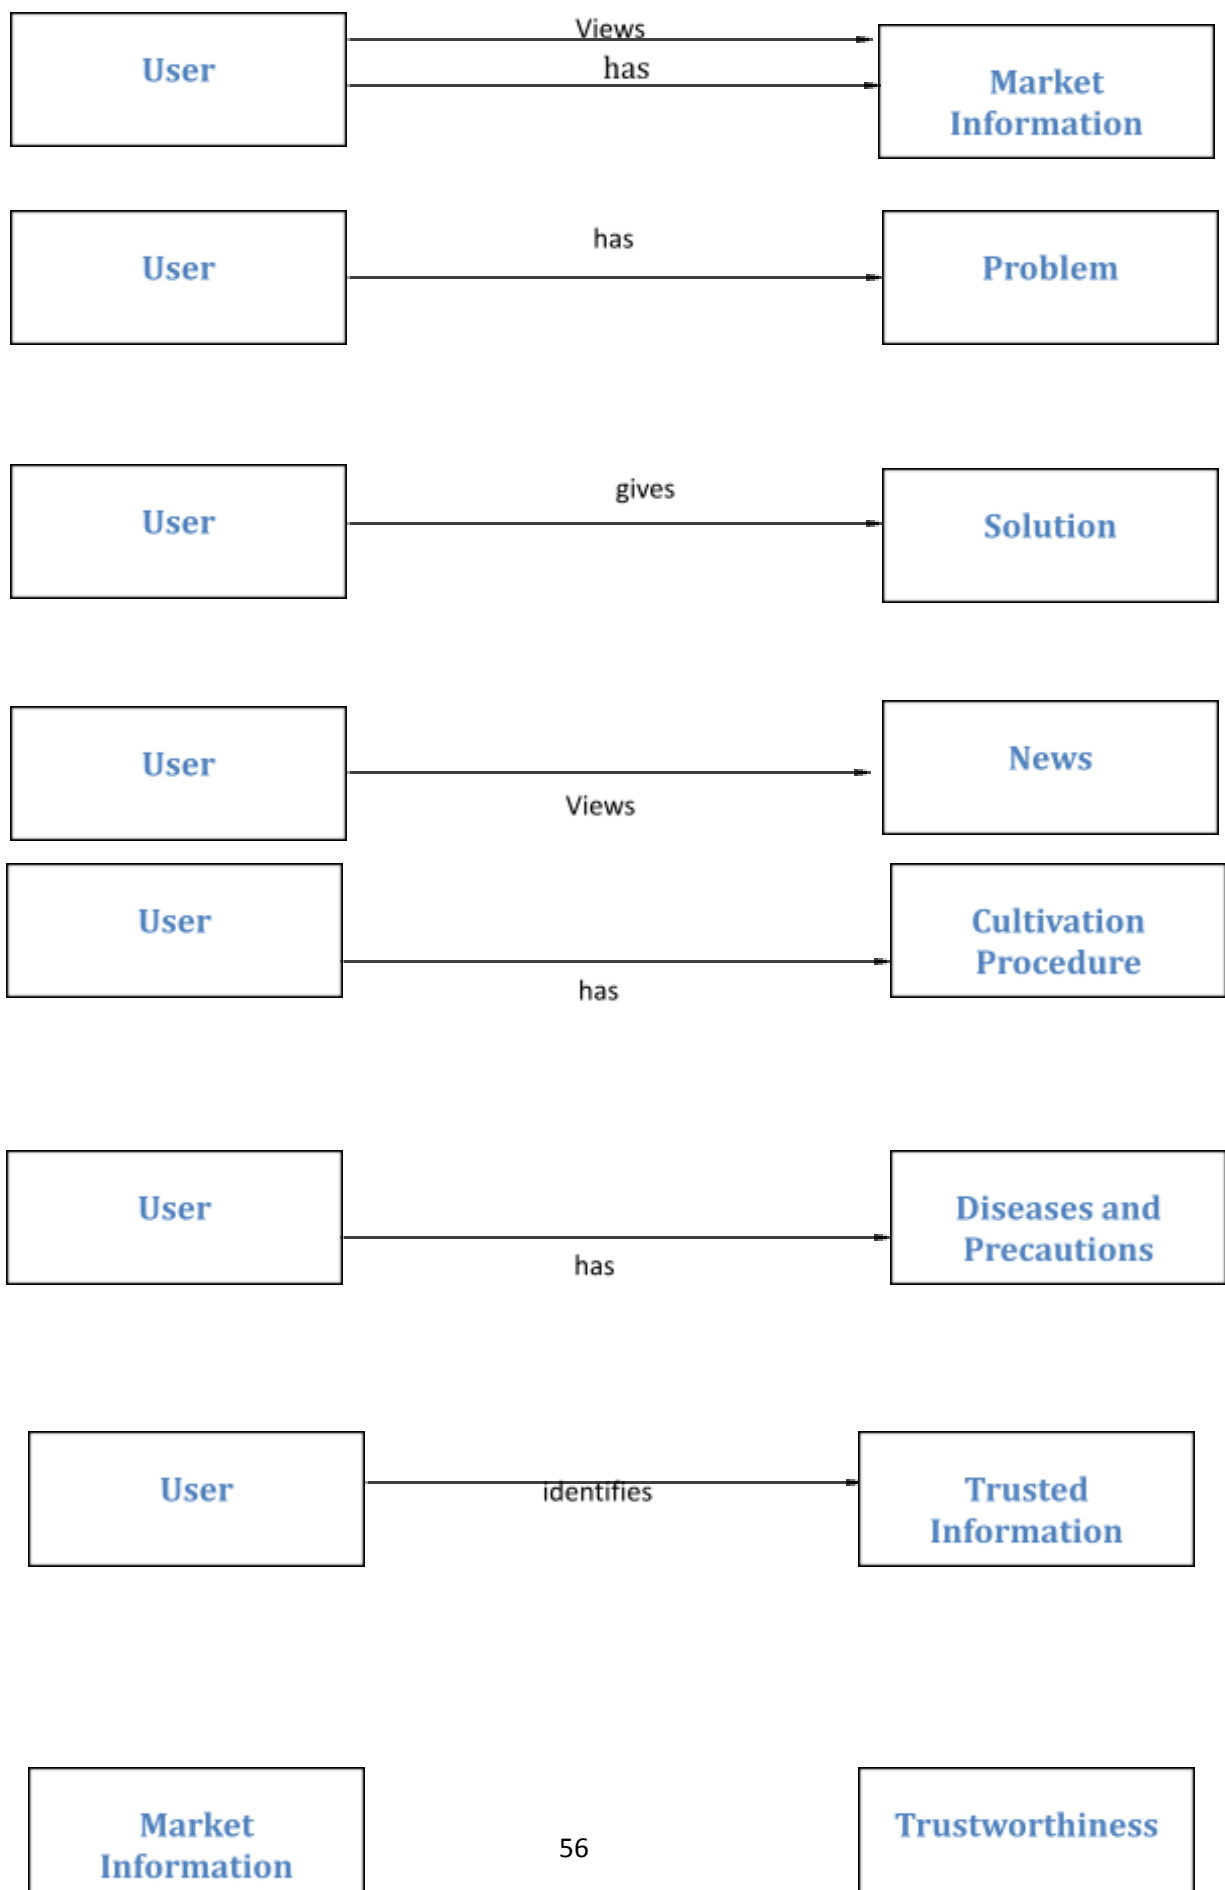 User
Views
has
Market
Information
User
has
Problem
User
gives
Solution
User
Views
News
User
has
Cultivation
Procedure
User
has
Diseases and
Precautions
User
identifies
Trusted
Information
Market
Information
56
Trustworthiness